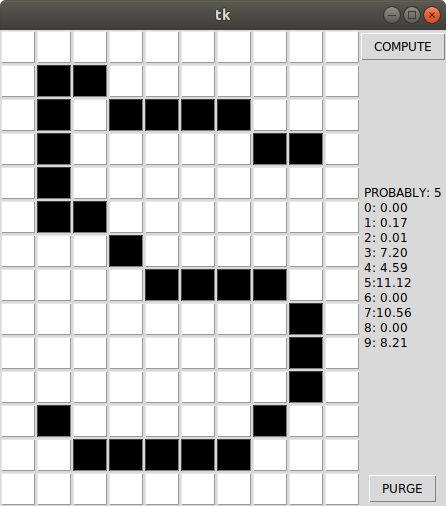 tk
COMPUTE
PROBABLY: 5
0: 0.00
1: 0.17
2: 0.01
3: 7.20
4: 4.59
5:11.12
6: 0.00
7:10.56
8: 0.00
9: 8.21
PURGE